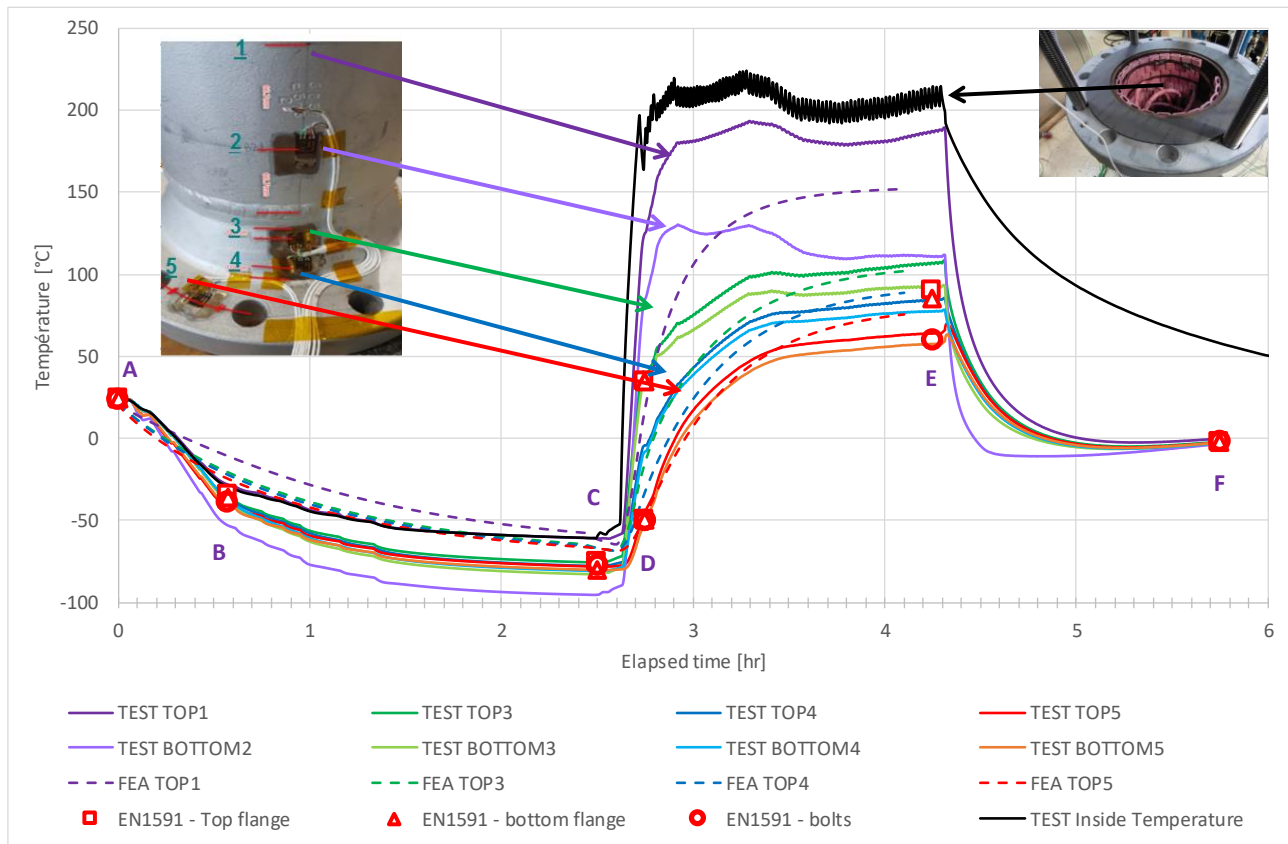 250
200
150
100
50
0
-50
-100
Température [°C]
0 1 2 3 4 5 6
Elapsed time [hr]
1
2
3
4
5
A
B
C
D
E
F
TEST TOP1 TEST TOP3 TEST TOP4 TEST TOP5
TEST BOTTOM2 TEST BOTTOM3 TEST BOTTOM4 TEST BOTTOM5
FEA TOP1 FEA TOP3 FEA TOP4 FEA TOP5
EN1591 - Top flange EN1591 - bottom flange EN1591 - bolts TEST Inside Temperature